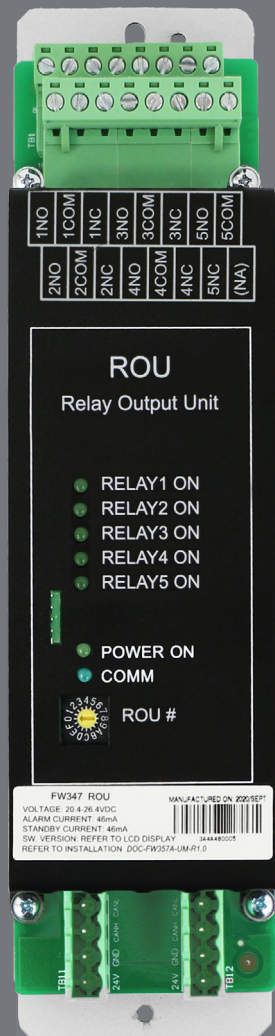 TB1
1NO 1COM 1NC 3NO 3COM 3NC 5NO 5COM
2NO 2COM 2NC 4NO 4COM 4NC 5NC (NA)
ROU
Relay Output Unit
RELAY1 ON
RELAY2 ON
RELAY3 ON
RELAY4 ON
RELAY5 ON
POWER ON
COMM
0123456789ABCDEF
ROU #
FW347 ROU
MANUFACTURED ON: 2020/SEPT
VOLTAGE: 20.4-26.4VDC
ALARM CURRENT: 46mA
STANDBY CURRENT: 46mA
SW. VERSION: REFER TO LCD DISPLAY
3A4A480005
REFER TO INSTALLATION DOC-FW357A-UM-R1.0
TB11
24V GND CANH CANL
24V GND CANH CANL
TB12